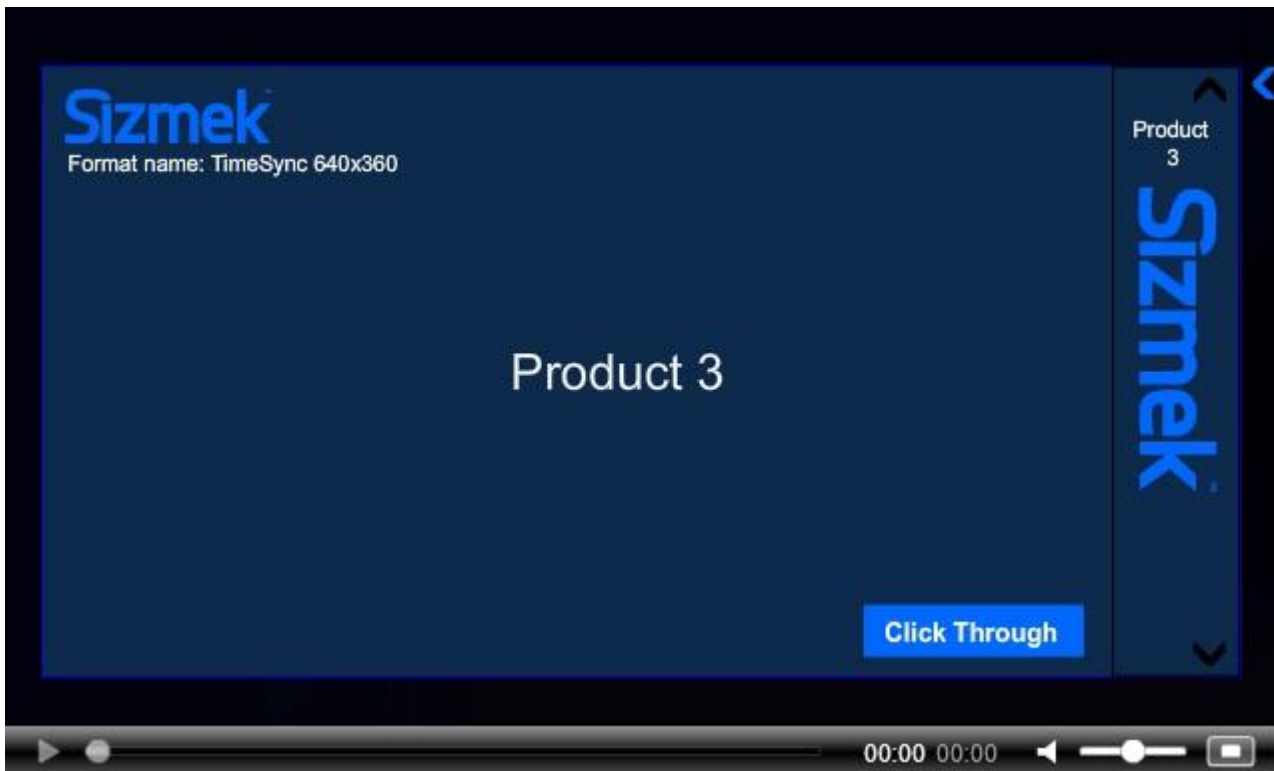 Sizmek
Format name: TimeSync 640x360
Product 3
Click Through
Product
3
Sizmek
00:00 00:00